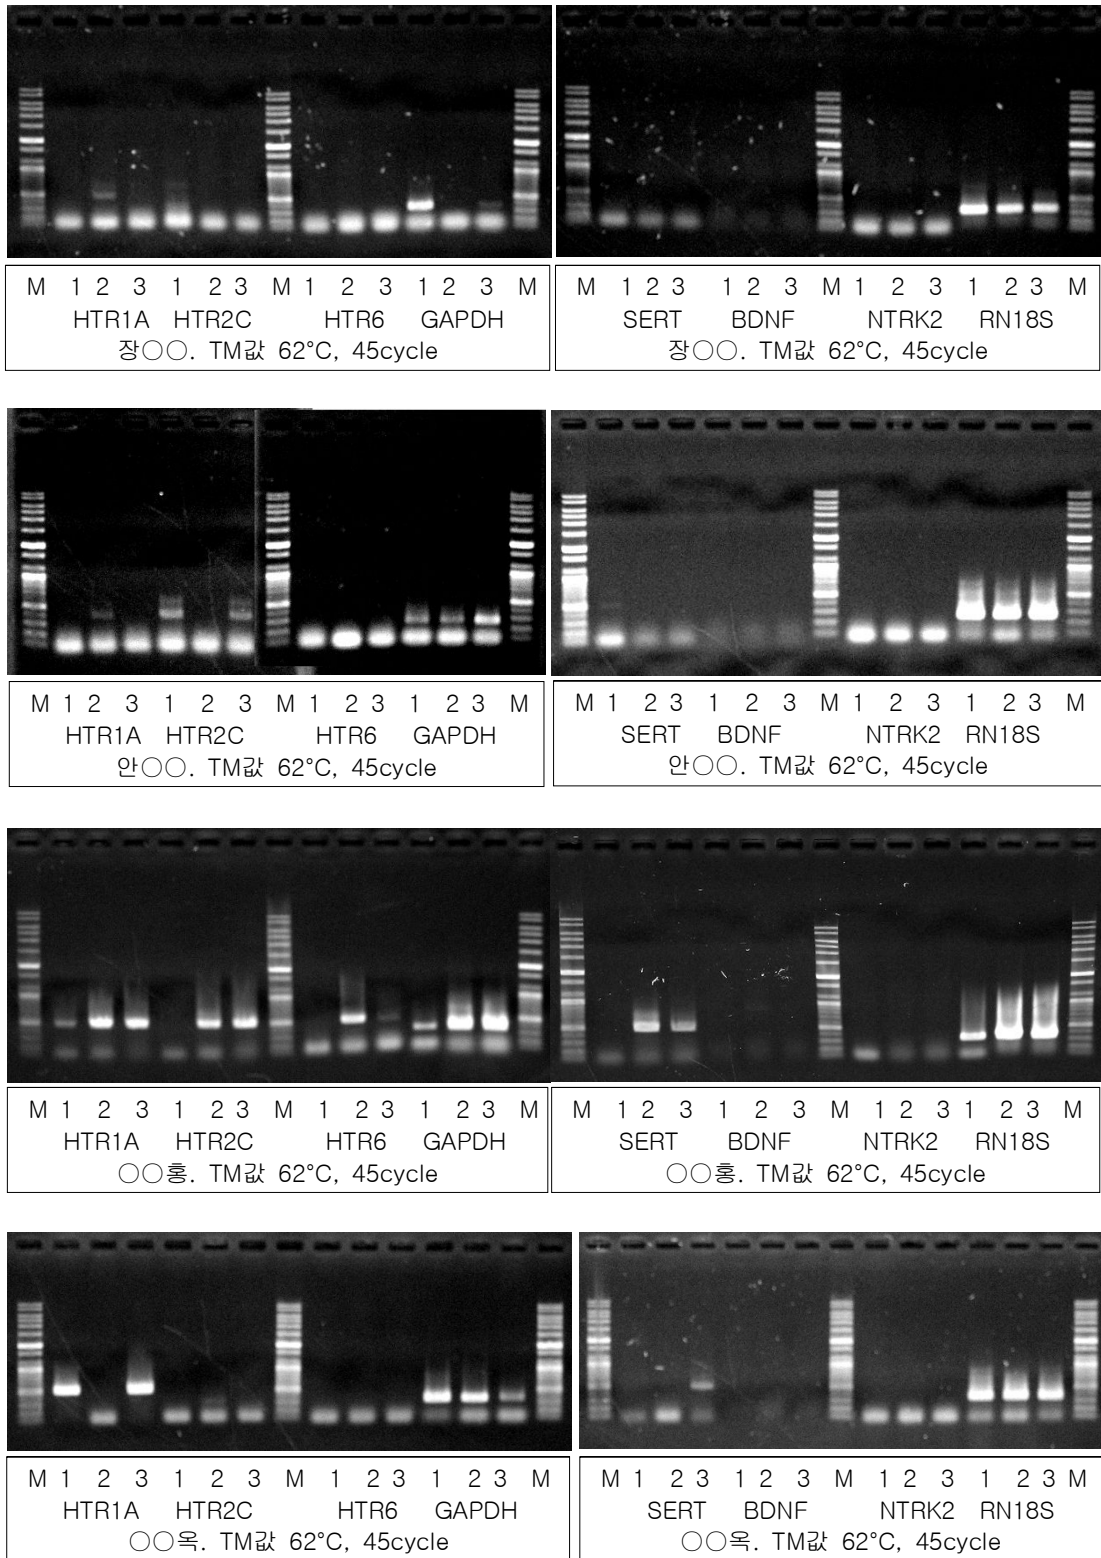 M 1 2 3 1 2 3 M 1 2 3 1 2 3 M
HTR1A HTR2C HTR6 GAPDH
장○○. TM값 62°C, 45cycle
M 1 2 3 1 2 3 M 1 2 3 1 2 3 M
SERT BDNF NTRK2 RN18S
장○○. TM값 62°C, 45cycle
M 1 2 3 1 2 3 M 1 2 3 1 2 3 M
HTR1A HTR2C HTR6 GAPDH
안○○. TM값 62°C, 45cycle
M 1 2 3 1 2 3 M 1 2 3 1 2 3 M
SERT BDNF NTRK2 RN18S
안○○. TM값 62°C, 45cycle
M 1 2 3 1 2 3 M 1 2 3 1 2 3 M
HTR1A HTR2C HTR6 GAPDH
○○홍. TM값 62°C, 45cycle
M 1 2 3 1 2 3 M 1 2 3 1 2 3 M
SERT BDNF NTRK2 RN18S
○○홍. TM값 62°C, 45cycle
M 1 2 3 1 2 3 M 1 2 3 1 2 3 M
HTR1A HTR2C HTR6 GAPDH
○○옥. TM값 62°C, 45cycle
M 1 2 3 1 2 3 M 1 2 3 1 2 3 M
SERT BDNF NTRK2 RN18S
○○옥. TM값 62°C, 45cycle